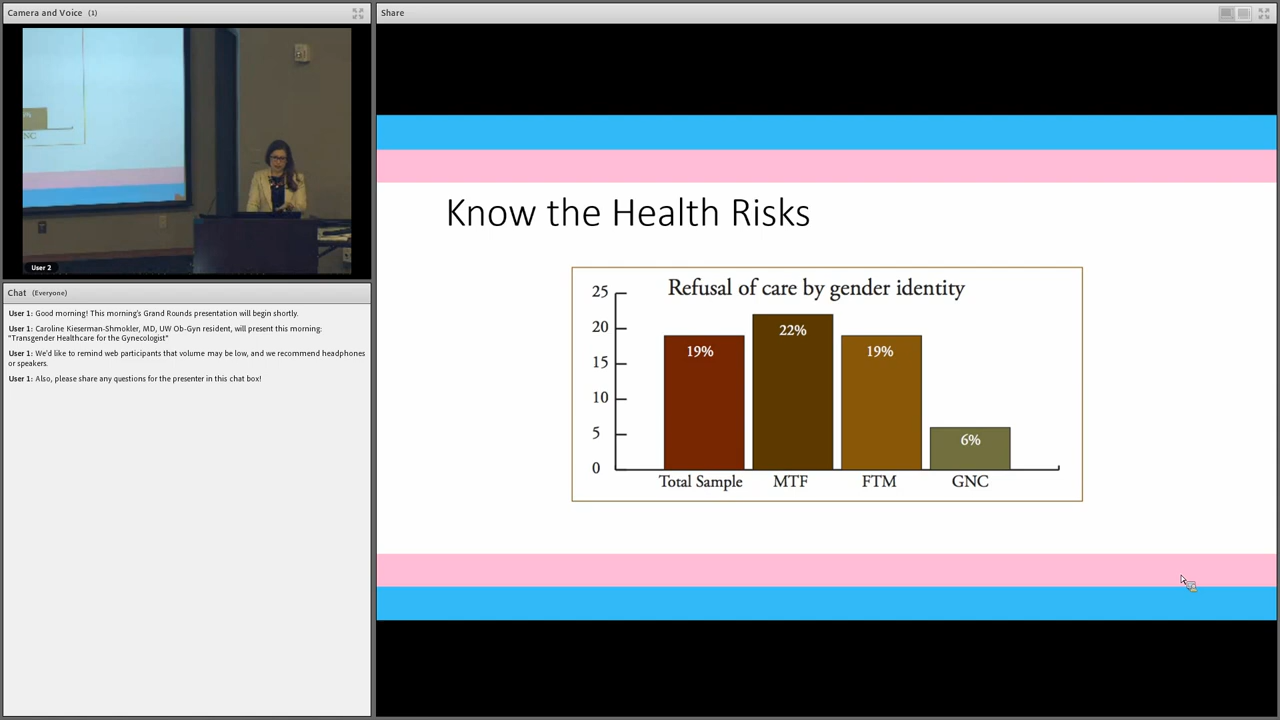 Camera and Voice (1)
User 2
Chat (Everyone)
User 1: Good morning! This morning's Grand Rounds presentation will begin shortly.
User 1: Caroline Kieserman-Shmokler, MD, UW Ob-Gyn resident, will present this morning:
"Transgender Healthcare for the Gynecologist"
User 1: We'd like to remind web participants that volume may be low, and we recommend headphones
or speakers.
User 1: Also, please share any questions for the presenter in this chat box!
Share
Know the Health Risks
Refusal of care by gender identity
25
20
15
10
5
0
19%
22%
19%
6%
Total Sample
MTF
FTM
GNC